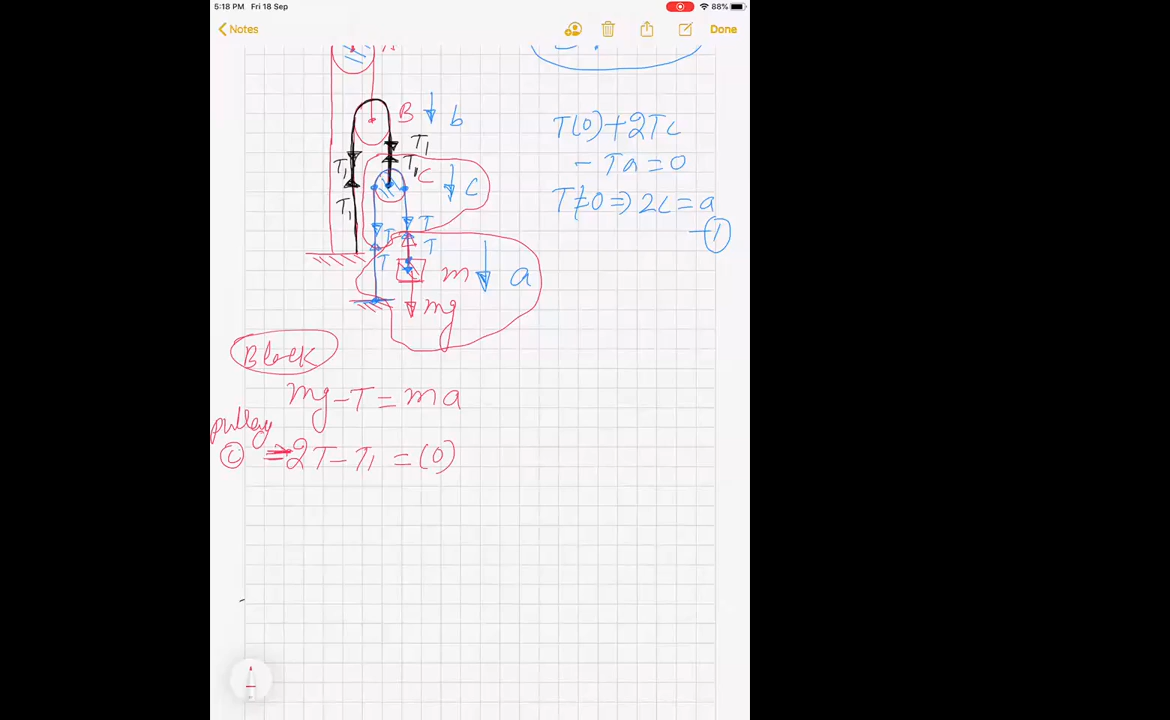 5:18 PM Fri 18 Sep
88%
Notes
Done
B
b
T(0)+2Tc
- Ta = 0
T≠0 ⇒ 2c = a
-①
T1
T1
T1
T1
C
c
T
T
T
T
m
a
mg
Block
mg - T = ma
pulley
ⓒ ⇒ 2T - T1 = (0)